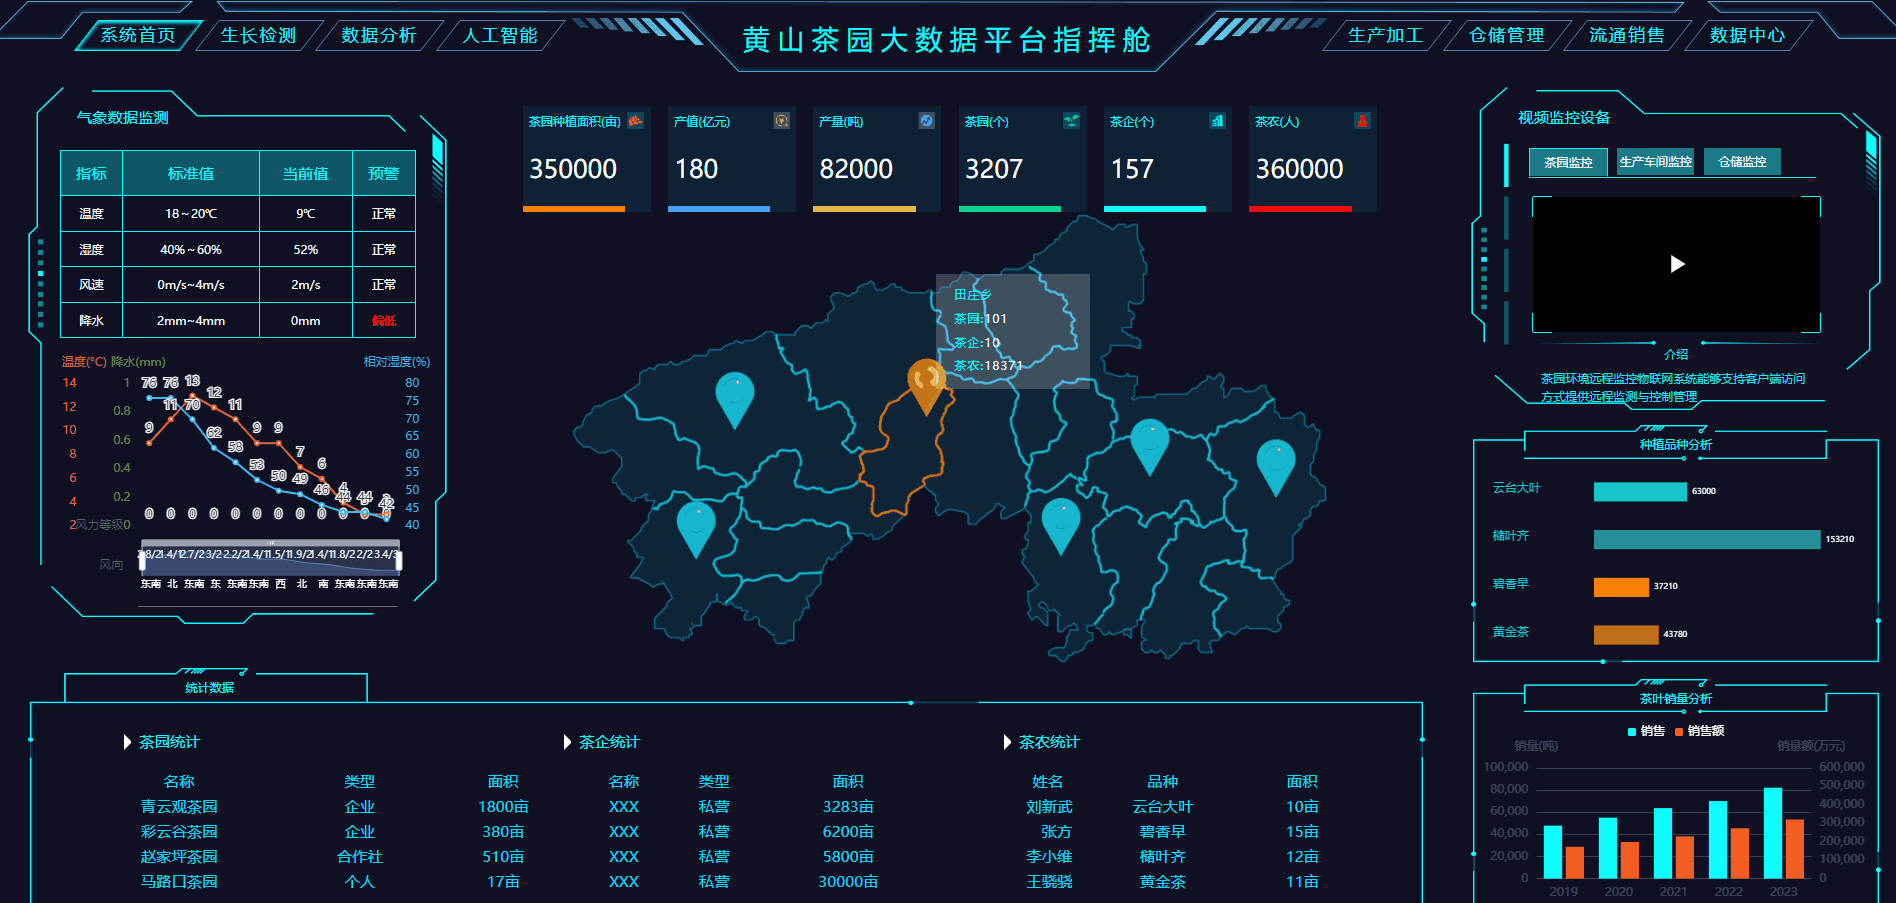 系统首页 生长检测 数据分析 人工智能
黄山茶园大数据平台指挥舱
生产加工 仓储管理 流通销售 数据中心
气象数据监测
指标 标准值 当前值 预警
温度 18～20℃ 9℃ 正常
湿度 40%～60% 52% 正常
风速 0m/s~4m/s 2m/s 正常
降水 2mm~4mm 0mm 偏低
温度(°C) 降水(mm) 相对湿度(%)
14 1 80
12 0.8 75
10 0.6 70
8 0.4 65
6 0.2 60
4 55
2 风力等级0 50
45
40
76 76 13
11 70 12 11
9 62 58 9 9
53 50 49 7 6
46 4
44 44 42
0 0 0 0 0 0 0 0 0 0 0 0
风向
东南 北 东南 东 东南 东南 西 北 南 东南 东南 东南
茶园种植面积(亩)
350000
产值(亿元)
180
产量(吨)
82000
茶园(个)
3207
茶企(个)
157
茶农(人)
360000
田庄乡
茶园:101
茶企:10
茶农:18371
视频监控设备
茶园监控 生产车间监控 仓储监控
介绍
茶园环境远程监控物联网系统能够支持客户端访问
方式提供远程监测与控制管理
种植品种分析
云台大叶 63000
槠叶齐 153210
碧香早 37210
黄金茶 43780
统计数据
茶园统计
名称 类型 面积
青云观茶园 企业 1800亩
彩云谷茶园 企业 380亩
赵家坪茶园 合作社 510亩
马路口茶园 个人 17亩
茶企统计
名称 类型 面积
XXX 私营 3283亩
XXX 私营 6200亩
XXX 私营 5800亩
XXX 私营 30000亩
茶农统计
姓名 品种 面积
刘新武 云台大叶 10亩
张方 碧香早 15亩
李小维 槠叶齐 12亩
王骁骁 黄金茶 11亩
茶叶销量分析
销售 销售额
销量(吨) 销量额(万元)
100,000 600,000
80,000 500,000
60,000 400,000
40,000 300,000
20,000 200,000
0 100,000
0
2019 2020 2021 2022 2023